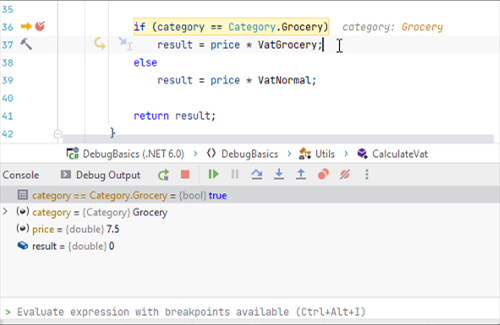 35
36 if (category == Category.Grocery) category: Grocery
37 result = price * VatGrocery;
38 else
39 result = price * VatNormal;
40
41 return result;
42 }
DebugBasics (.NET 6.0) > DebugBasics > Utils > CalculateVat
Console Debug Output
category == Category.Grocery = {bool} true
category = {Category} Grocery
price = {double} 7.5
result = {double} 0
> Evaluate expression with breakpoints available (Ctrl+Alt+I)